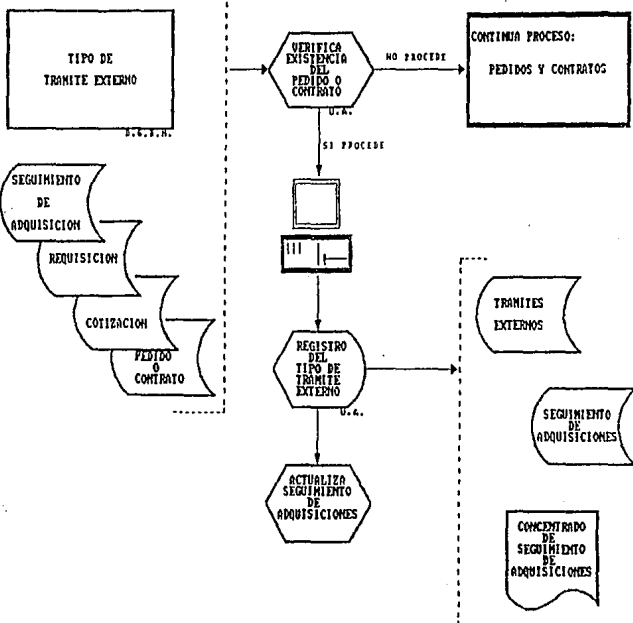 TIPO DE
TRAMITE EXTERNO
SEGUIMIENTO
DE
ADQUISICION
REQUISICION
COTIZACION
PEDIDO
O
CONTRATO
VERIFICA
EXISTENCIA
DEL
PEDIDO O
CONTRATO
U.A.
NO PROCEDE
CONTINUA PROCESO:
PEDIDOS Y CONTRATOS
SI PROCEDE
REGISTRO
DEL
TIPO DE
TRAMITE
EXTERNO
U.A.
ACTUALIZA
SEGUIMIENTO
DE
ADQUISICIONES
TRAMITES
EXTERNOS
SEGUIMIENTO
DE
ADQUISICIONES
CONCENTRADO
DE
SEGUIMIENTO
DE
ADQUISICIONES